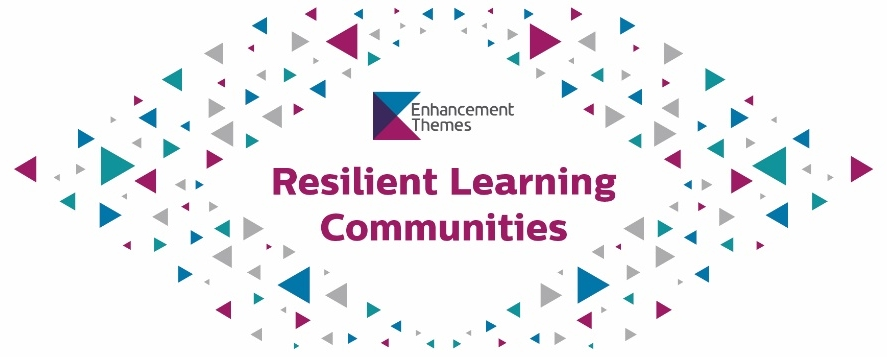 Enhancement
Themes
Resilient Learning
Communities